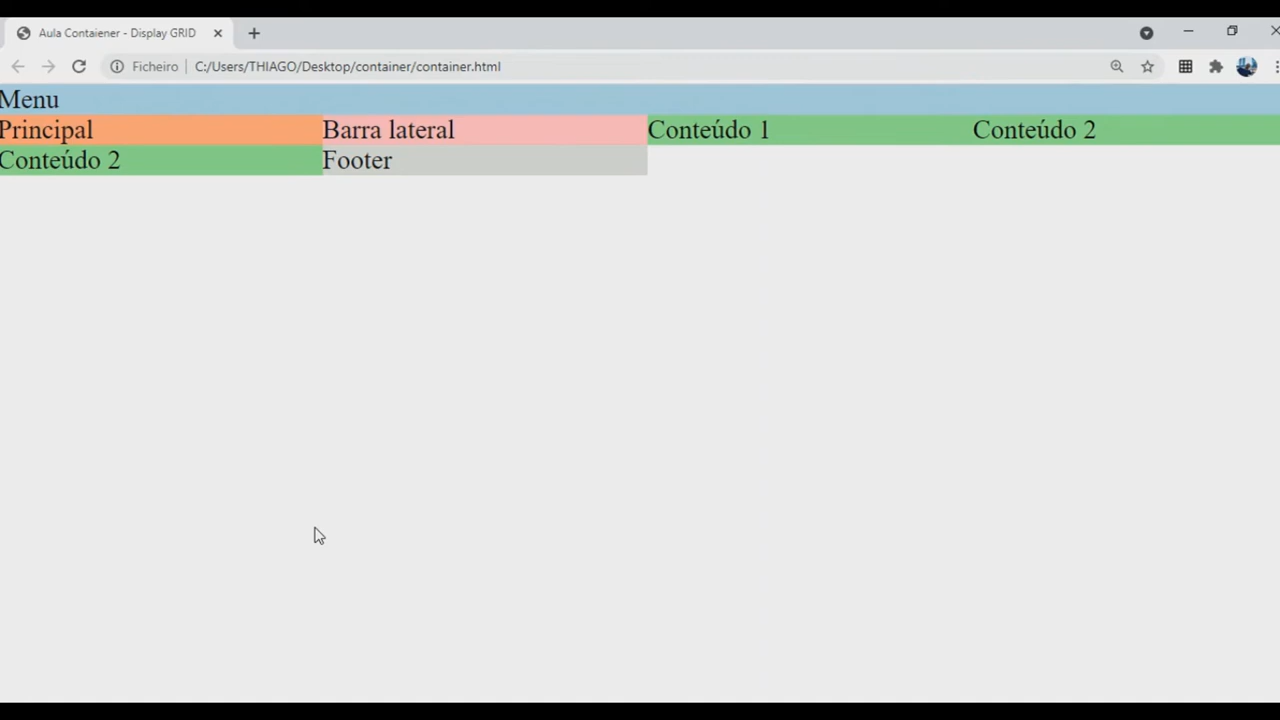 Aula Contaiener - Display GRID
Ficheiro
C:/Users/THIAGO/Desktop/container/container.html
Menu
Principal Barra lateral Conteúdo 1 Conteúdo 2
Conteúdo 2 Footer